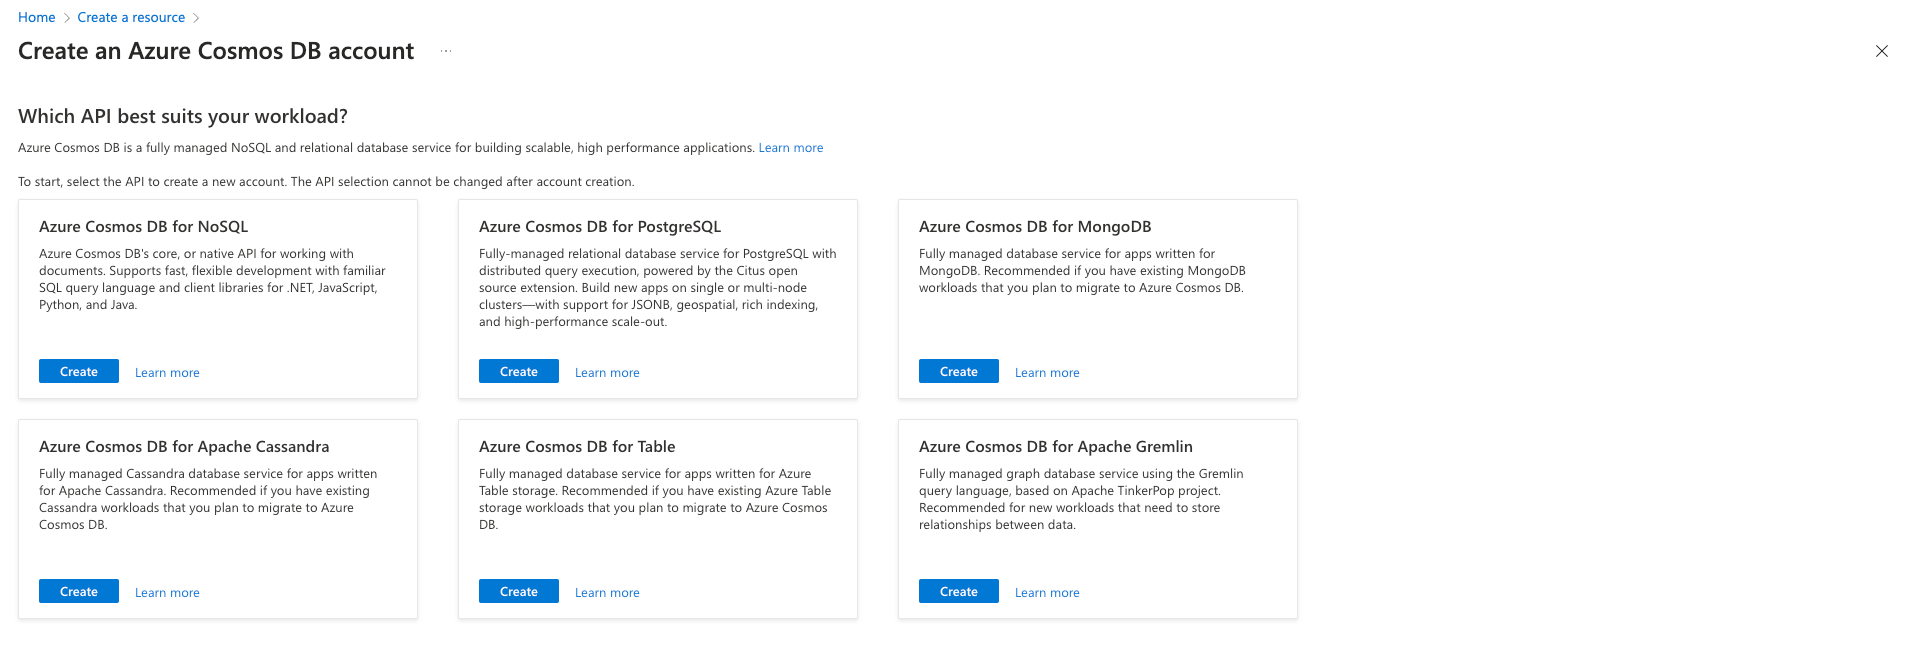 Home > Create a resource >
Create an Azure Cosmos DB account ...
Which API best suits your workload?
Azure Cosmos DB is a fully managed NoSQL and relational database service for building scalable, high performance applications. Learn more
To start, select the API to create a new account. The API selection cannot be changed after account creation.
Azure Cosmos DB for NoSQL
Azure Cosmos DB's core, or native API for working with
documents. Supports fast, flexible development with familiar
SQL query language and client libraries for .NET, JavaScript,
Python, and Java.
Create Learn more
Azure Cosmos DB for PostgreSQL
Fully-managed relational database service for PostgreSQL with
distributed query execution, powered by the Citus open
source extension. Build new apps on single or multi-node
clusters—with support for JSONB, geospatial, rich indexing,
and high-performance scale-out.
Create Learn more
Azure Cosmos DB for MongoDB
Fully managed database service for apps written for
MongoDB. Recommended if you have existing MongoDB
workloads that you plan to migrate to Azure Cosmos DB.
Create Learn more
Azure Cosmos DB for Apache Cassandra
Fully managed Cassandra database service for apps written
for Apache Cassandra. Recommended if you have existing
Cassandra workloads that you plan to migrate to Azure
Cosmos DB.
Create Learn more
Azure Cosmos DB for Table
Fully managed database service for apps written for Azure
Table storage. Recommended if you have existing Azure Table
storage workloads that you plan to migrate to Azure Cosmos
DB.
Create Learn more
Azure Cosmos DB for Apache Gremlin
Fully managed graph database service using the Gremlin
query language, based on Apache TinkerPop project.
Recommended for new workloads that need to store
relationships between data.
Create Learn more